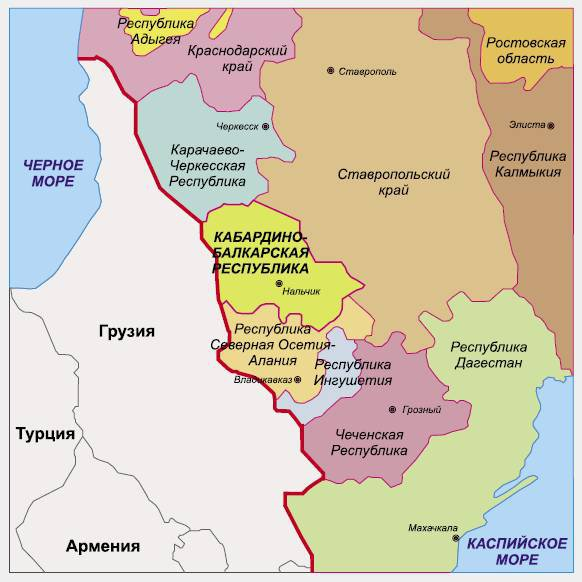 Республика
Адыгея
Краснодарский
край
Ростовская
область
Ставрополь
Черкесск
Элиста
Карачаево-
Черкесская
Республика
ЧЕРНОЕ
МОРЕ
Ставропольский
край
Республика
Калмыкия
КАБАРДИНО-
БАЛКАРСКАЯ
РЕСПУБЛИКА
Нальчик
Грузия
Республика
Северная Осетия-
Алания
Владикавказ
Республика
Ингушетия
Республика
Дагестан
Грозный
Чеченская
Республика
Турция
Армения
Махачкала
КАСПИЙСКОЕ
МОРЕ